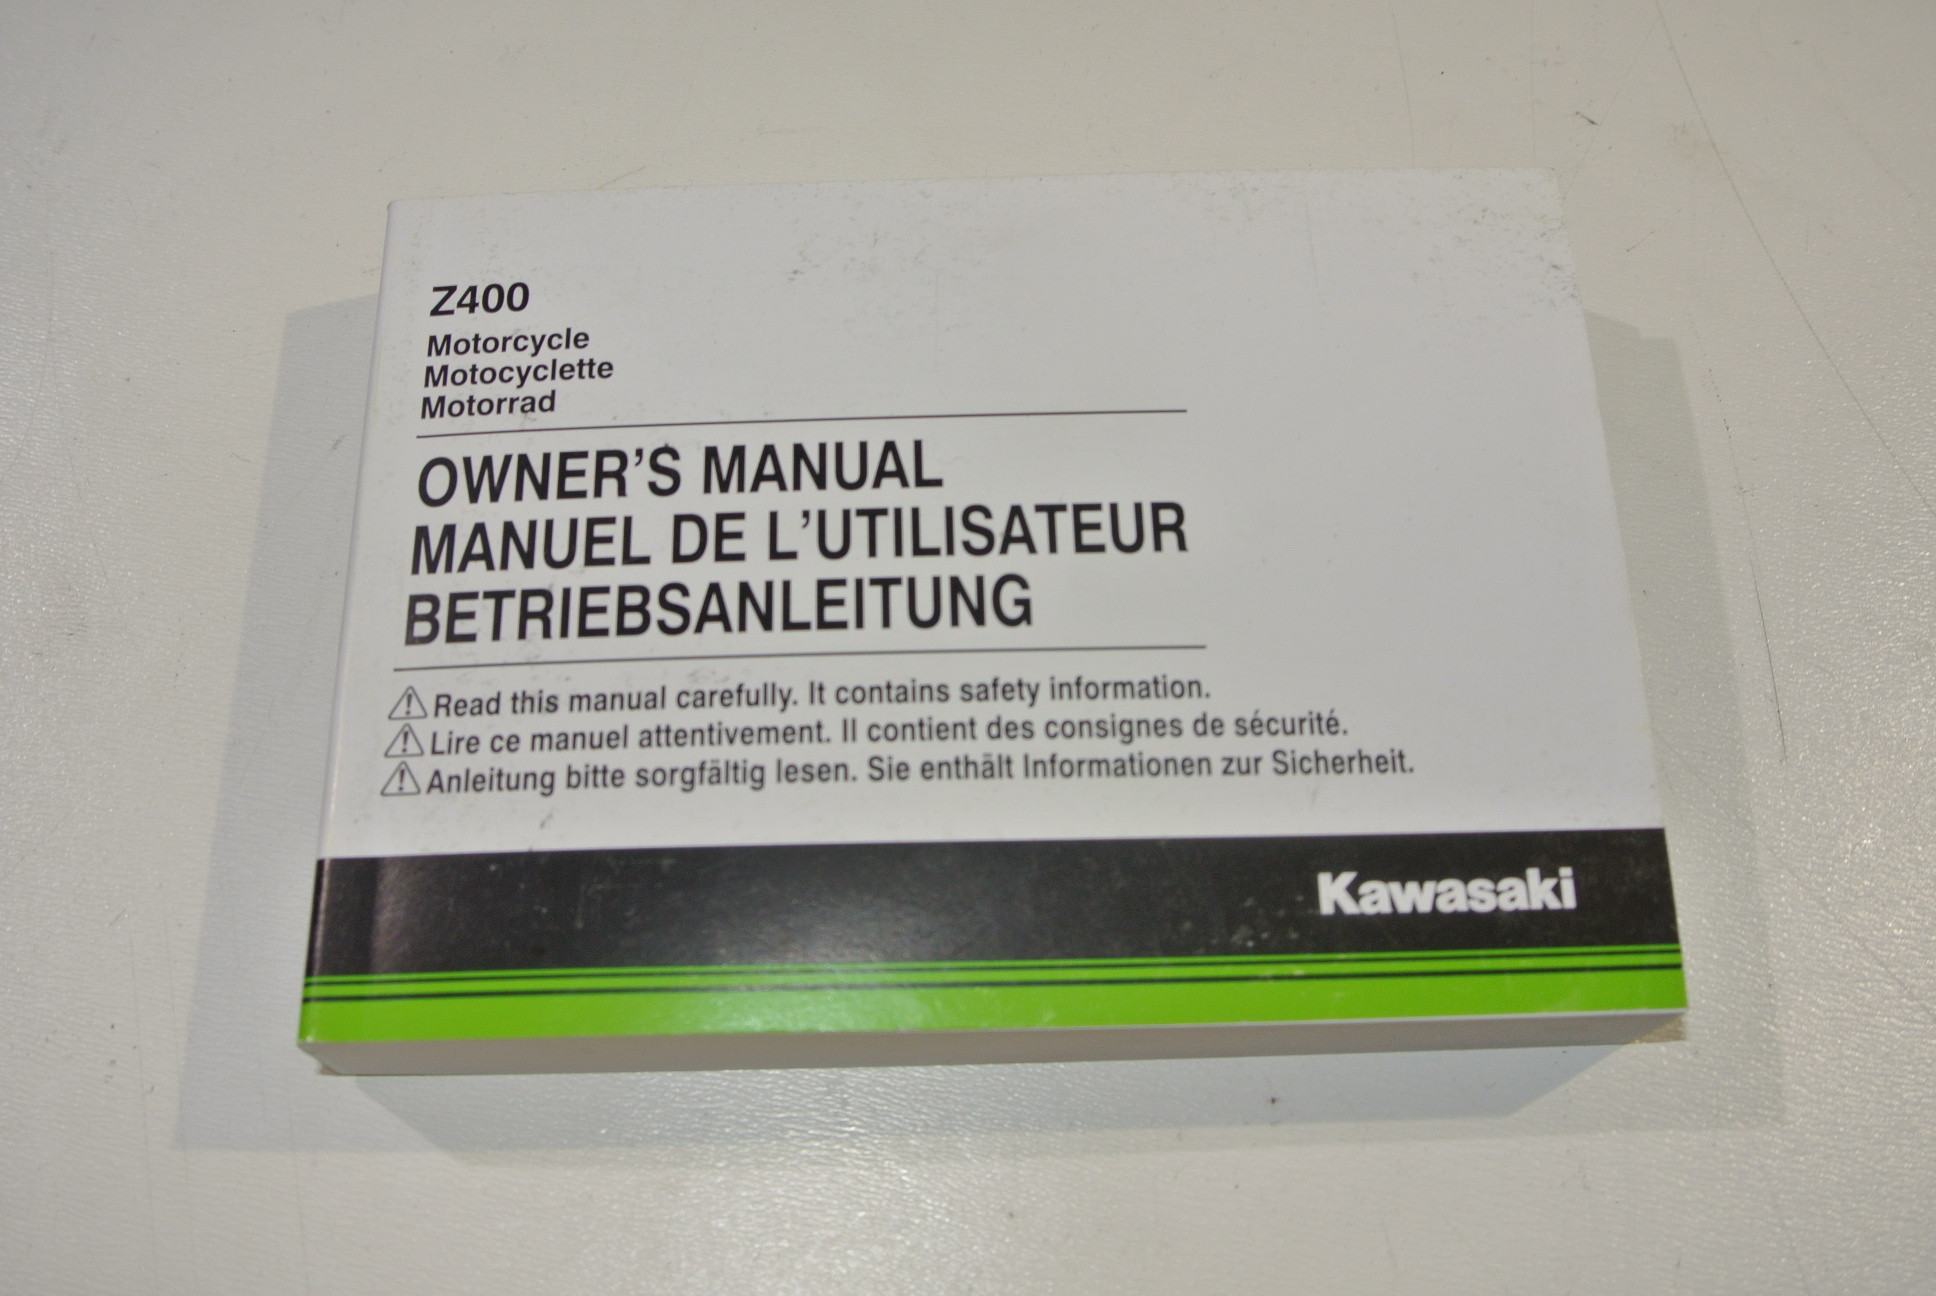 Z400
Motorcycle
Motocyclette
Motorrad
OWNER'S MANUAL
MANUEL DE L'UTILISATEUR
BETRIEBSANLEITUNG
⚠Read this manual carefully. It contains safety information.
⚠Lire ce manuel attentivement. Il contient des consignes de sécurité.
⚠Anleitung bitte sorgfältig lesen. Sie enthält Informationen zur Sicherheit.
Kawasaki